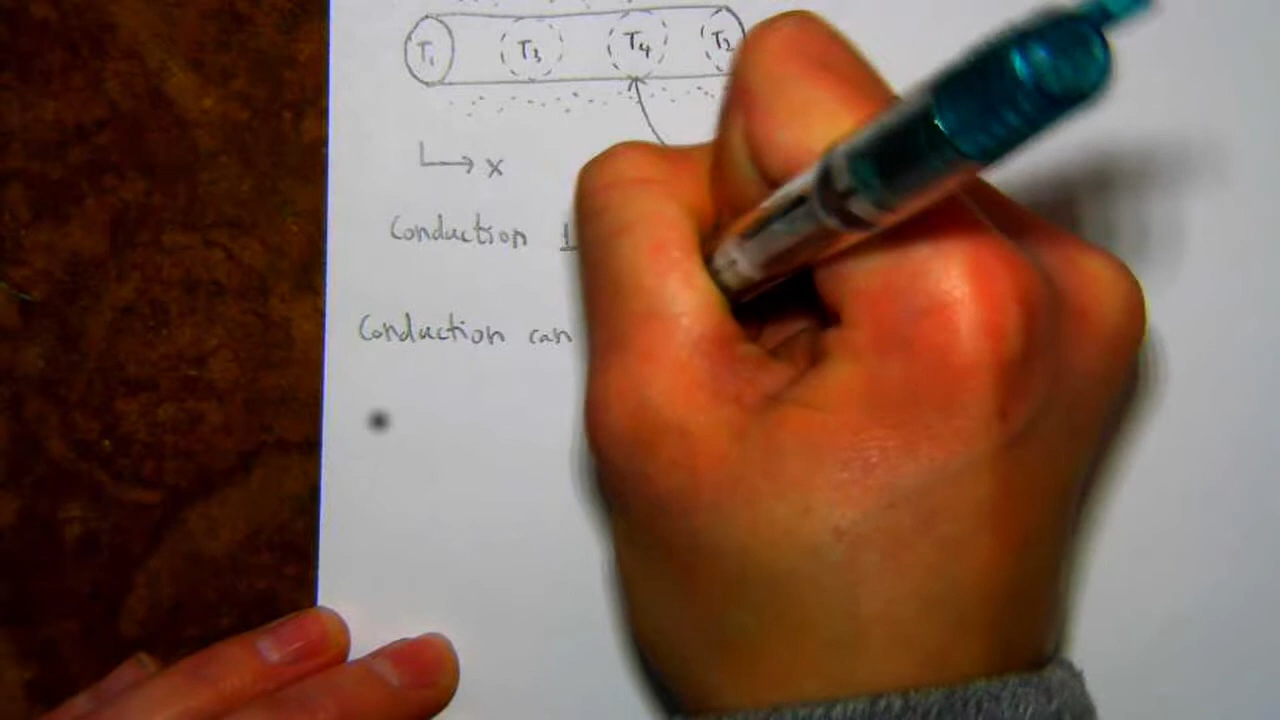 T₁ T₃ T₄ T₂
x
Conduction
Conduction can